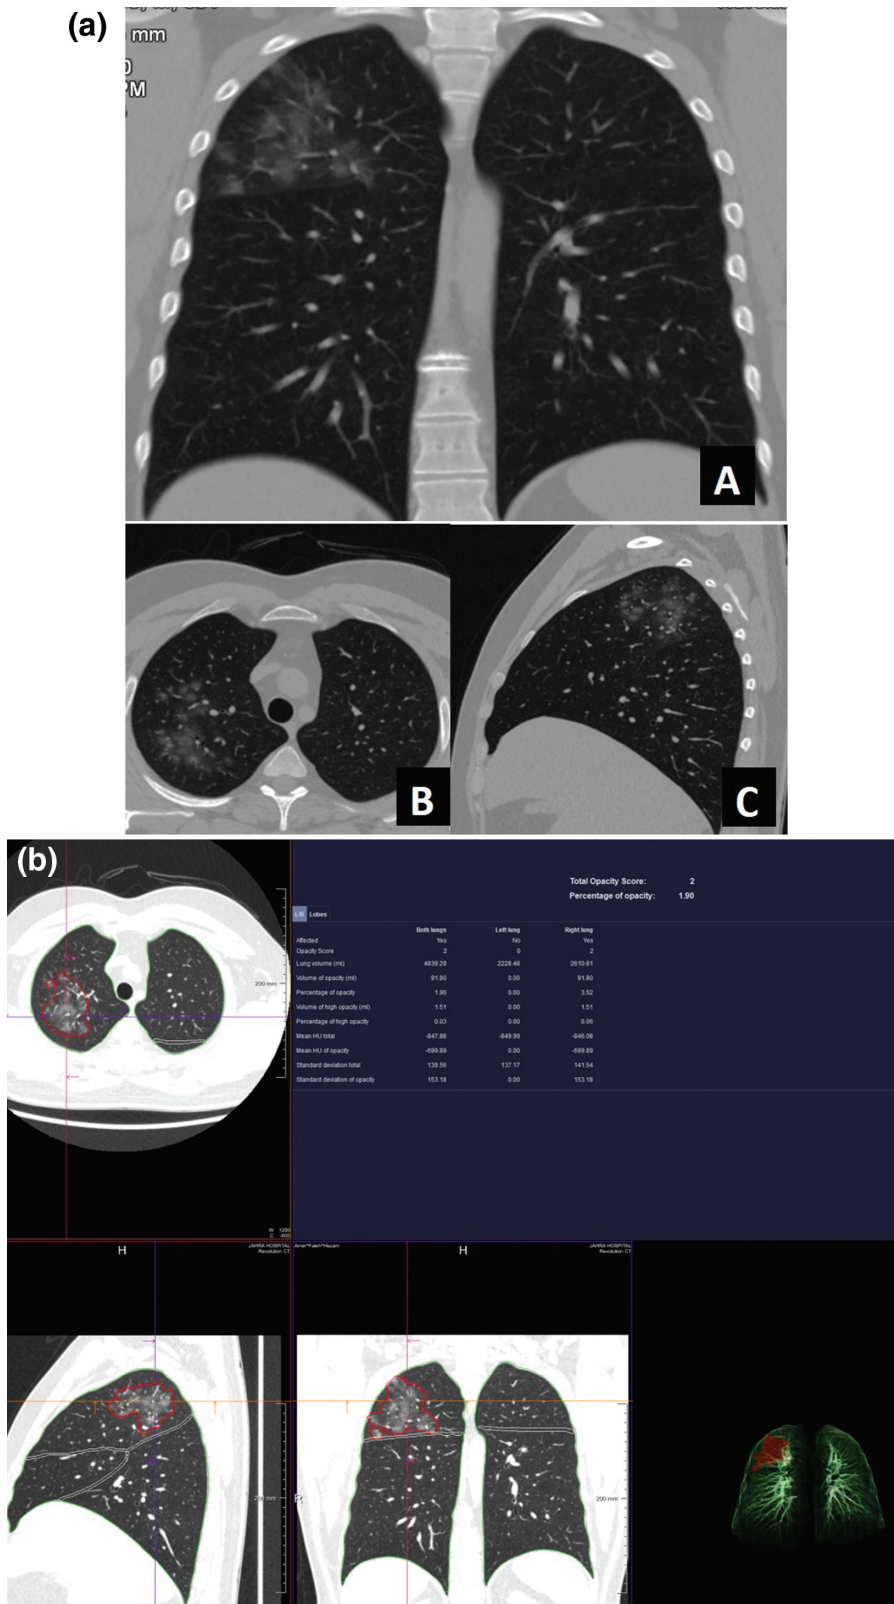 (a)
mm
0
PM
A
B
C
(b)
Total Opacity Score: 2
Percentage of opacity: 1.90
L/R Lobes
Both lungs Left lung Right lung
Affected Yes No Yes
Opacity Score 2 0 2
Lung volume (ml) 4839.29 2228.48 2610.81
Volume of opacity (ml) 91.80 0.00 91.80
Percentage of opacity 1.90 0.00 3.52
Volume of high opacity (ml) 1.51 0.00 1.51
Percentage of high opacity 0.03 0.00 0.06
Mean HU total -847.88 -849.99 -846.08
Mean HU of opacity -699.89 0.00 -699.89
Standard deviation total 139.56 137.17 141.54
Standard deviation of opacity 153.18 0.00 153.18
200 mm
W 1200
C -600
H
JAHRA HOSPITAL
Revolution CT
200 mm
H
JAHRA HOSPITAL
Revolution CT
R
200 mm